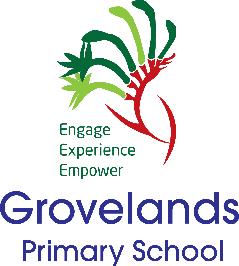 Engage
Experience
Empower
Grovelands
Primary School